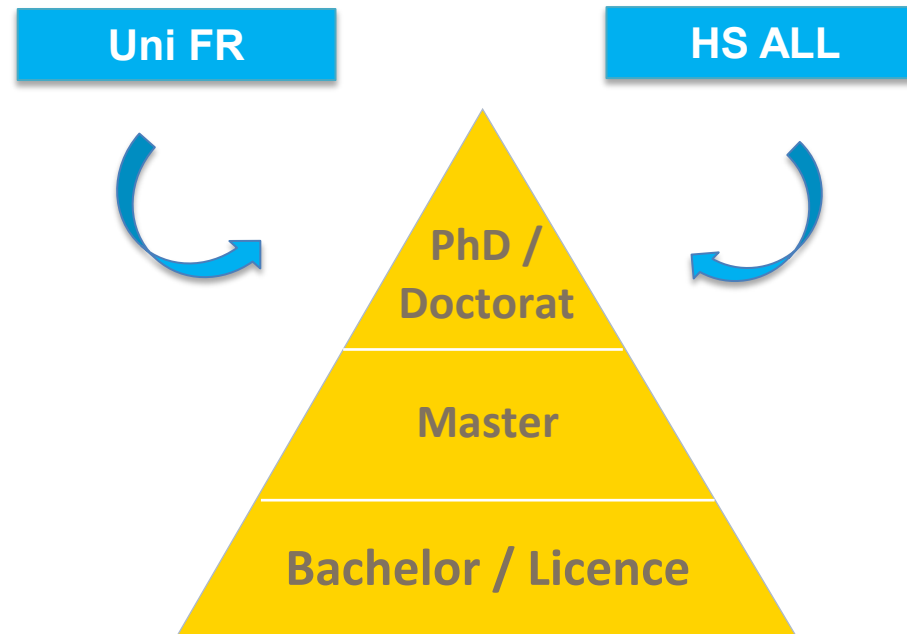 Uni FR
HS ALL
PhD /
Doctorat
Master
Bachelor / Licence